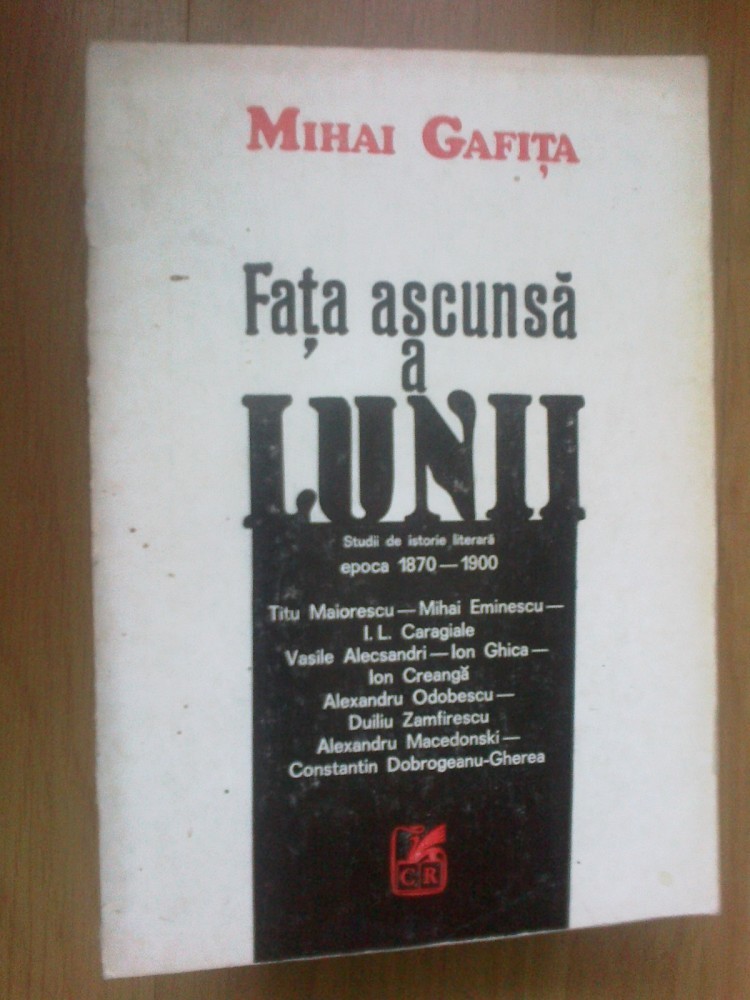 MIHAI GAFIȚA
Fața ascunsă
a
LUNII
Studii de istorie literară
epoca 1870—1900
Titu Maiorescu—Mihai Eminescu—
I.L. Caragiale
Vasile Alecsandri—Ion Ghica—
Ion Creangă
Alexandru Odobescu—
Duiliu Zamfirescu
Alexandru Macedonski—
Constantin Dobrogeanu-Gherea
CR